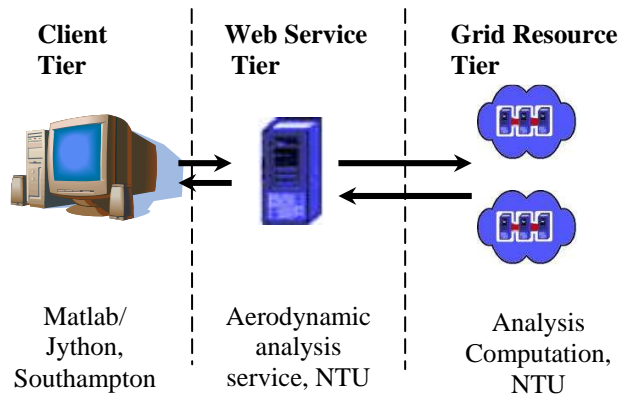 Client
Tier
Web Service
Tier
Grid Resource
Tier
Matlab/
Jython,
Southampton
Aerodynamic
analysis
service, NTU
Analysis
Computation,
NTU